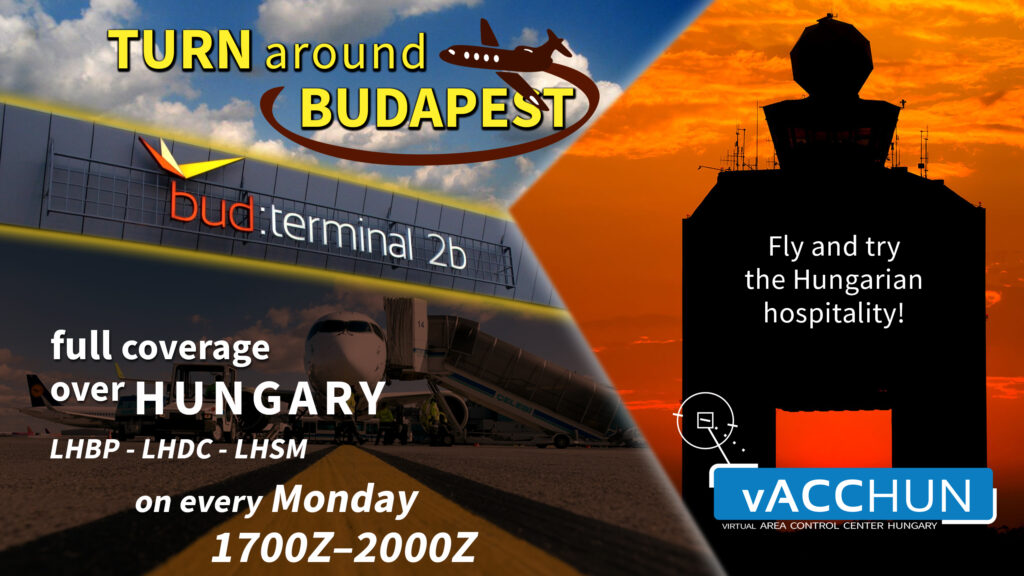 TURN around
BUDAPEST
bud:terminal 2b
full coverage
over HUNGARY
LHBP - LHDC - LHSM
on every Monday
1700Z–2000Z
Fly and try
the Hungarian
hospitality!
vACCHUN
VIRTUAL AREA CONTROL CENTER HUNGARY
14